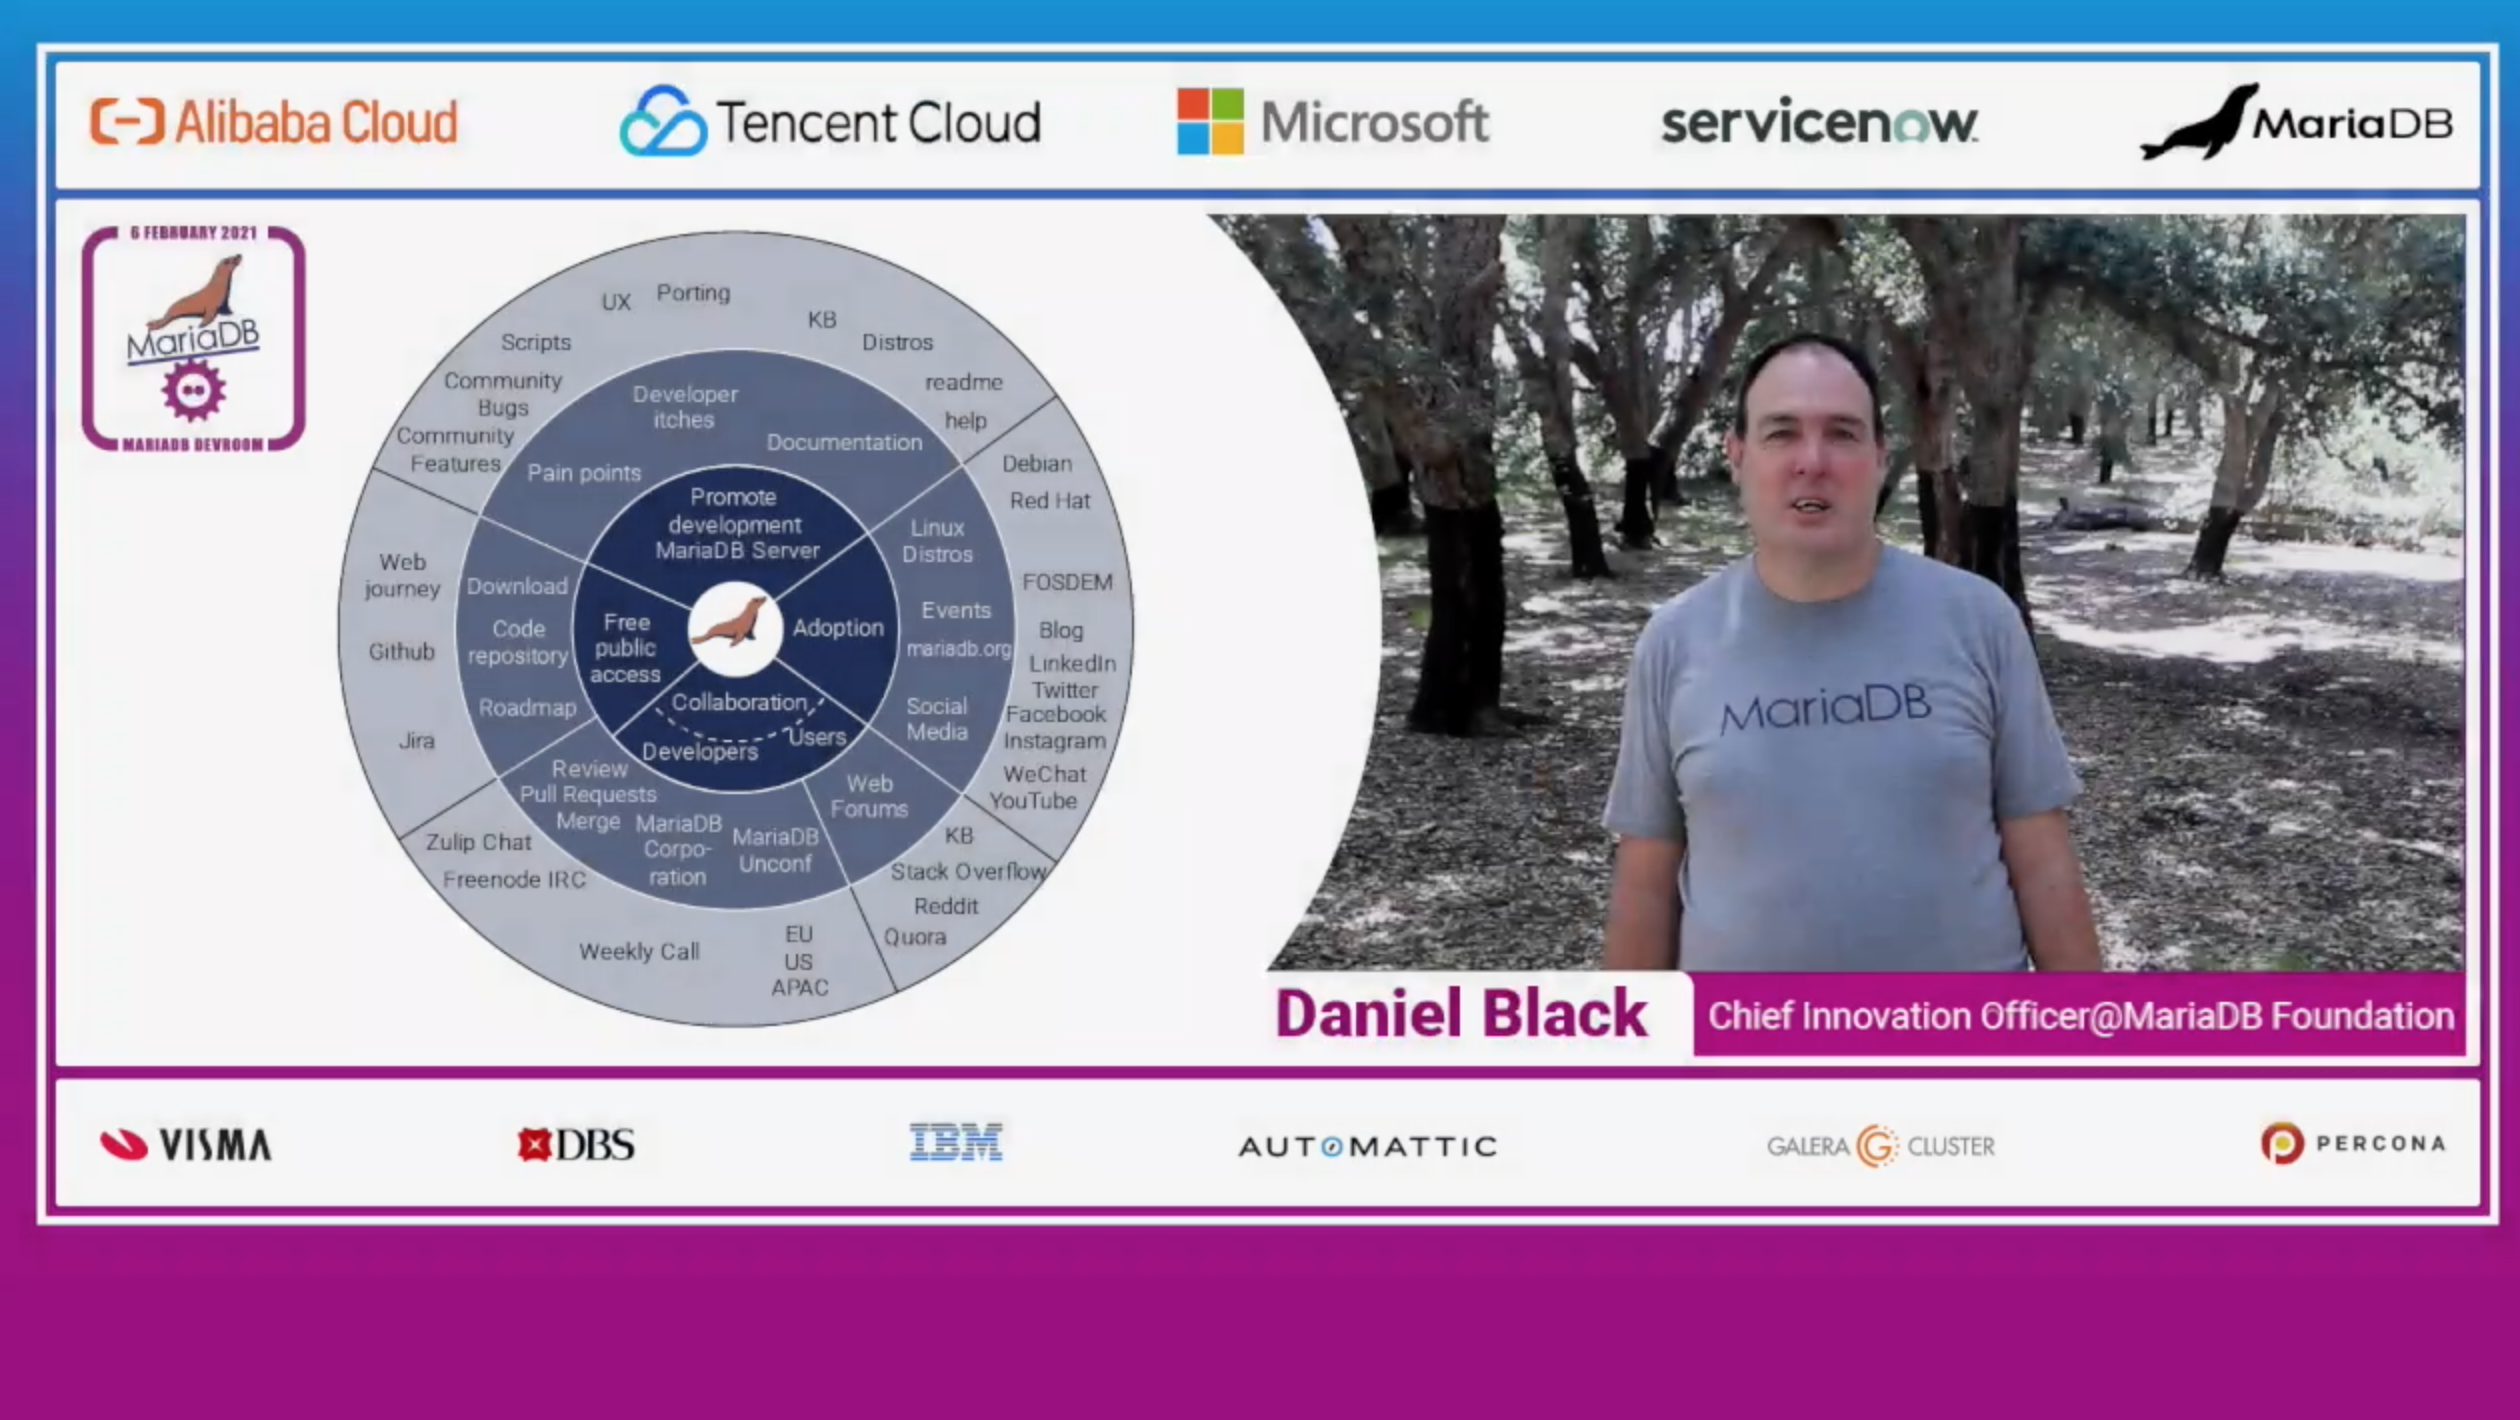 Alibaba Cloud
Tencent Cloud
Microsoft
servicenow
MariaDB
6 FEBRUARY 2021
MariaDB
MARIADB DEVROOM
UX
Porting
KB
Scripts
Distros
Community
Bugs
readme
help
Community
Features
Developer
itches
Documentation
Pain points
Promote
development
MariaDB Server
Debian
Red Hat
Linux
Distros
FOSDEM
Events
Blog
mariadb.org
LinkedIn
Twitter
Facebook
Instagram
Social
Media
WeChat
YouTube
Adoption
Web
journey
Download
Github
Code
repository
Free
public
access
Roadmap
Jira
Collaboration
Developers
Users
Review
Pull Requests
Merge
MariaDB
Corpo-
ration
MariaDB
Unconf
Web
Forums
Zulip Chat
Freenode IRC
Weekly Call
EU
US
APAC
KB
Stack Overflow
Reddit
Quora
MariaDB
Daniel Black
Chief Innovation Officer@MariaDB Foundation
VISMA
DBS
IBM
AUTOMATTIC
GALERA CLUSTER
PERCONA